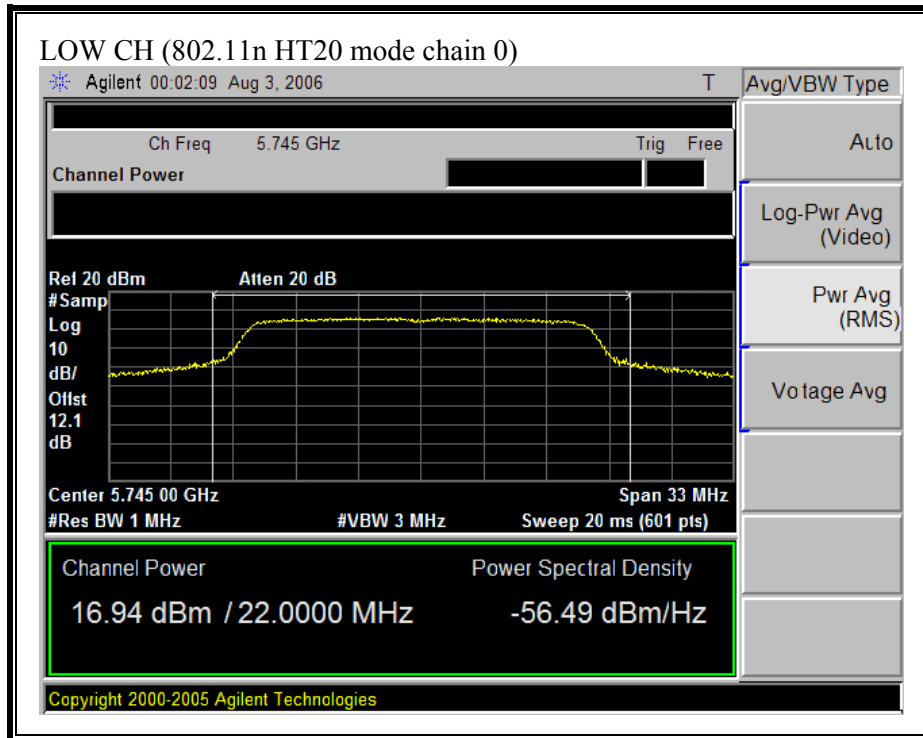 LOW CH (802.11n HT20 mode chain 0)
Agilent 00:02:09 Aug 3, 2006 T
Avg/VBW Type
Ch Freq 5.745 GHz Trig Free
Channel Power
Auto
Log-Pwr Avg
(Video)
Pwr Avg
(RMS)
Voltage Avg
Ref 20 dBm Atten 20 dB
#Samp
Log
10
dB/
Offst
12.1
dB
Center 5.745 00 GHz Span 33 MHz
#Res BW 1 MHz #VBW 3 MHz Sweep 20 ms (601 pts)
Channel Power Power Spectral Density
16.94 dBm / 22.0000 MHz -56.49 dBm/Hz
Copyright 2000-2005 Agilent Technologies